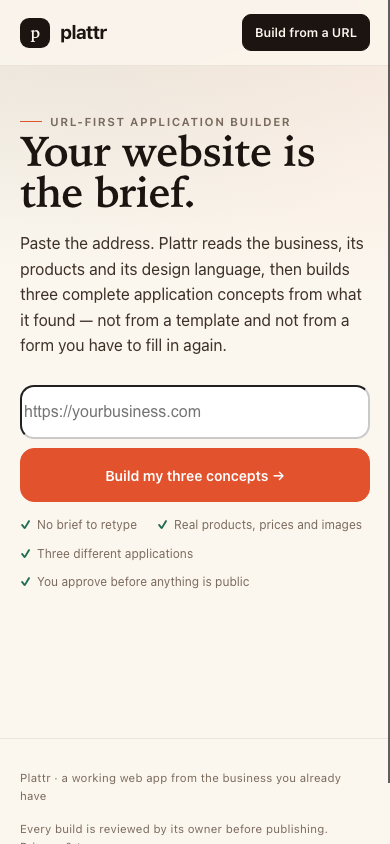 p plattr
Build from a URL
URL-FIRST APPLICATION BUILDER
Your website is
the brief.
Paste the address. Plattr reads the business, its
products and its design language, then builds
three complete application concepts from what
it found — not from a template and not from a
form you have to fill in again.
https://yourbusiness.com
Build my three concepts →
No brief to retype
Real products, prices and images
Three different applications
You approve before anything is public
Plattr · a working web app from the business you already
have
Every build is reviewed by its owner before publishing.